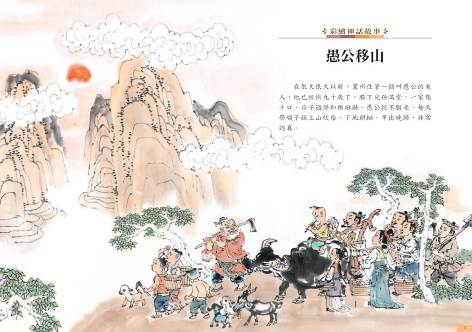 彩繪神話故事
愚公移山
在很久很久以前，冀州住著一個叫愚公的老
人，他已經快九十歲了，膝下兒孫滿堂，一家幾
十口，日子過得和樂融融。愚公從不服老，每天
帶領子孫上山砍柴、下地耕種，早出晚歸，非常
認真。